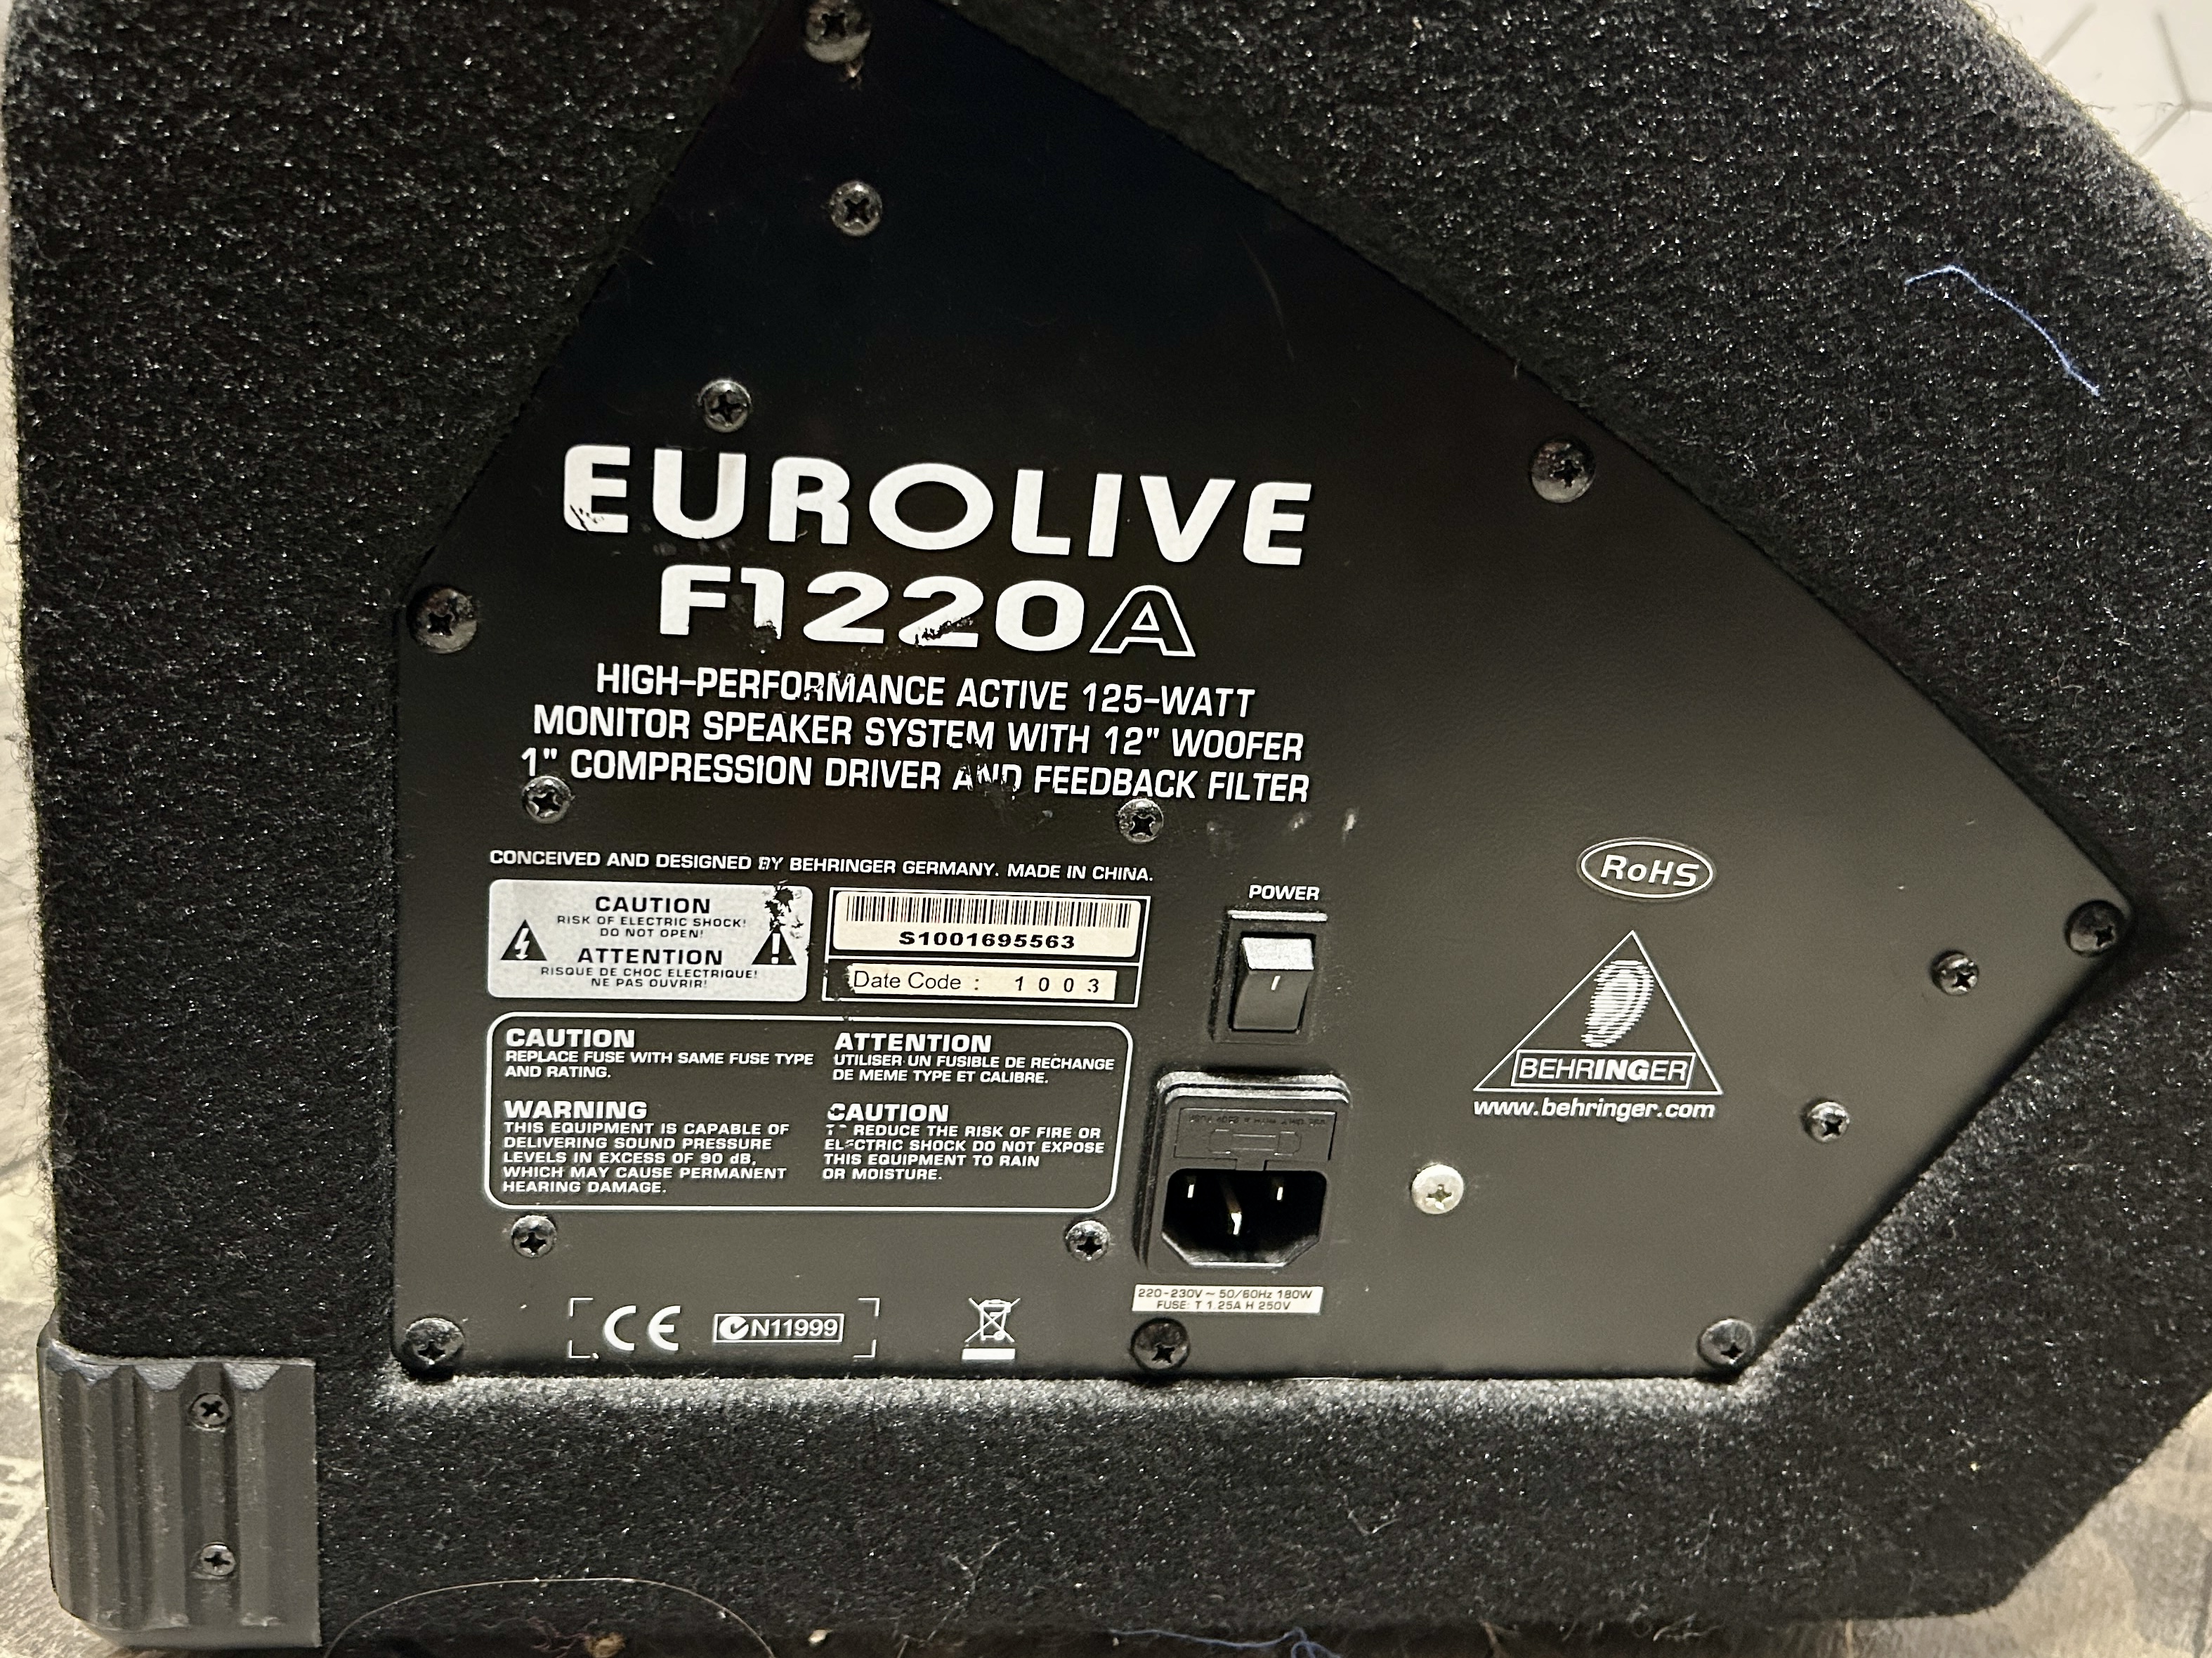 EUROLIVE
F1220A
HIGH-PERFORMANCE ACTIVE 125-WATT
MONITOR SPEAKER SYSTEM WITH 12" WOOFER
1" COMPRESSION DRIVER AND FEEDBACK FILTER
CONCEIVED AND DESIGNED BY BEHRINGER GERMANY. MADE IN CHINA.
CAUTION
RISK OF ELECTRIC SHOCK!
DO NOT OPEN!
ATTENTION
RISQUE DE CHOC ELECTRIQUE!
NE PAS OUVRIR!
S1001695563
Date Code : 1 0 0 3
CAUTION
REPLACE FUSE WITH SAME FUSE TYPE
AND RATING.
ATTENTION
UTILISER UN FUSIBLE DE RECHANGE
DE MEME TYPE ET CALIBRE.
WARNING
THIS EQUIPMENT IS CAPABLE OF
DELIVERING SOUND PRESSURE
LEVELS IN EXCESS OF 90 dB,
WHICH MAY CAUSE PERMANENT
HEARING DAMAGE.
CAUTION
TO REDUCE THE RISK OF FIRE OR
ELECTRIC SHOCK DO NOT EXPOSE
THIS EQUIPMENT TO RAIN
OR MOISTURE.
POWER
RoHS
BEHRINGER
www.behringer.com
220-230V ~ 50/60Hz 180W
FUSE: T 1.25A H 250V
CE
N11999